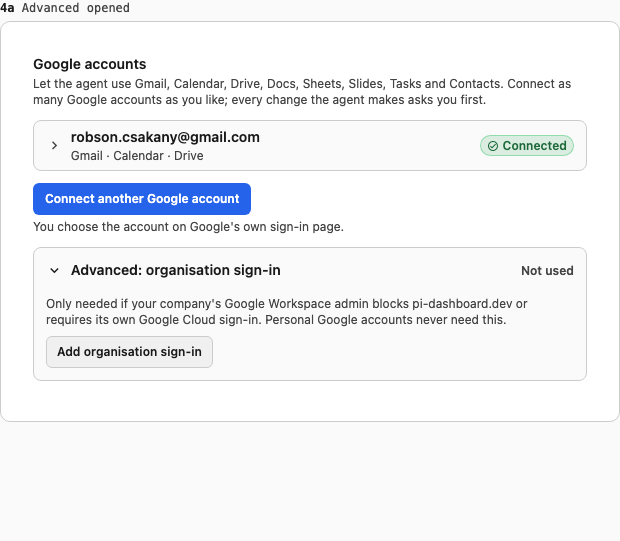 4a Advanced opened
Google accounts
Let the agent use Gmail, Calendar, Drive, Docs, Sheets, Slides, Tasks and Contacts. Connect as
many Google accounts as you like; every change the agent makes asks you first.
robson.csakany@gmail.com
Gmail · Calendar · Drive
Connected
Connect another Google account
You choose the account on Google's own sign-in page.
Advanced: organisation sign-in
Not used
Only needed if your company's Google Workspace admin blocks pi-dashboard.dev or
requires its own Google Cloud sign-in. Personal Google accounts never need this.
Add organisation sign-in